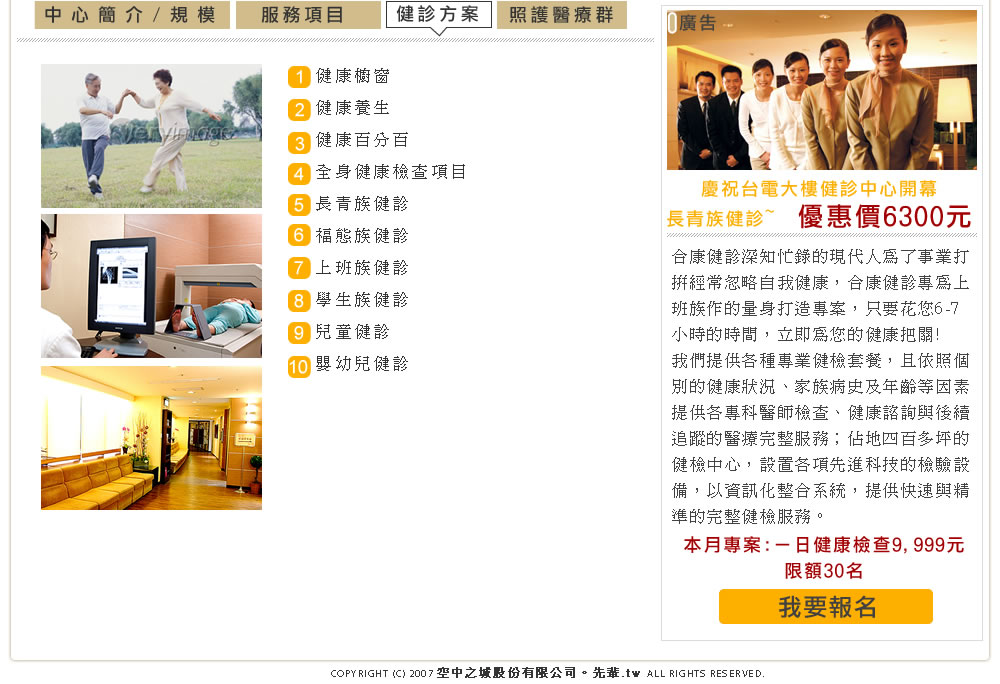 中心簡介/規模
服務項目
健診方案
照護醫療群
1 健康櫥窗
2 健康養生
3 健康百分百
4 全身健康檢查項目
5 長青族健診
6 福態族健診
7 上班族健診
8 學生族健診
9 兒童健診
10 嬰幼兒健診
廣告
慶祝台電大樓健診中心開幕
長青族健診~ 優惠價6300元
合康健診深知忙錄的現代人為了事業打
拚經常忽略自我健康，合康健診專為上
班族作的量身打造專案，只要花您6-7
小時的時間，立即為您的健康把關!
我們提供各種專業健檢套餐，且依照個
別的健康狀況、家族病史及年齡等因素
提供各專科醫師檢查、健康諮詢與後續
追蹤的醫療完整服務；佔地四百多坪的
健檢中心，設置各項先進科技的檢驗設
備，以資訊化整合系統，提供快速與精
準的完整健檢服務。
本月專案:一日健康檢查9,999元
限額30名
我要報名
COPYRIGHT (C) 2007 空中之城股份有限公司。先輩.tw ALL RIGHTS RESERVED.